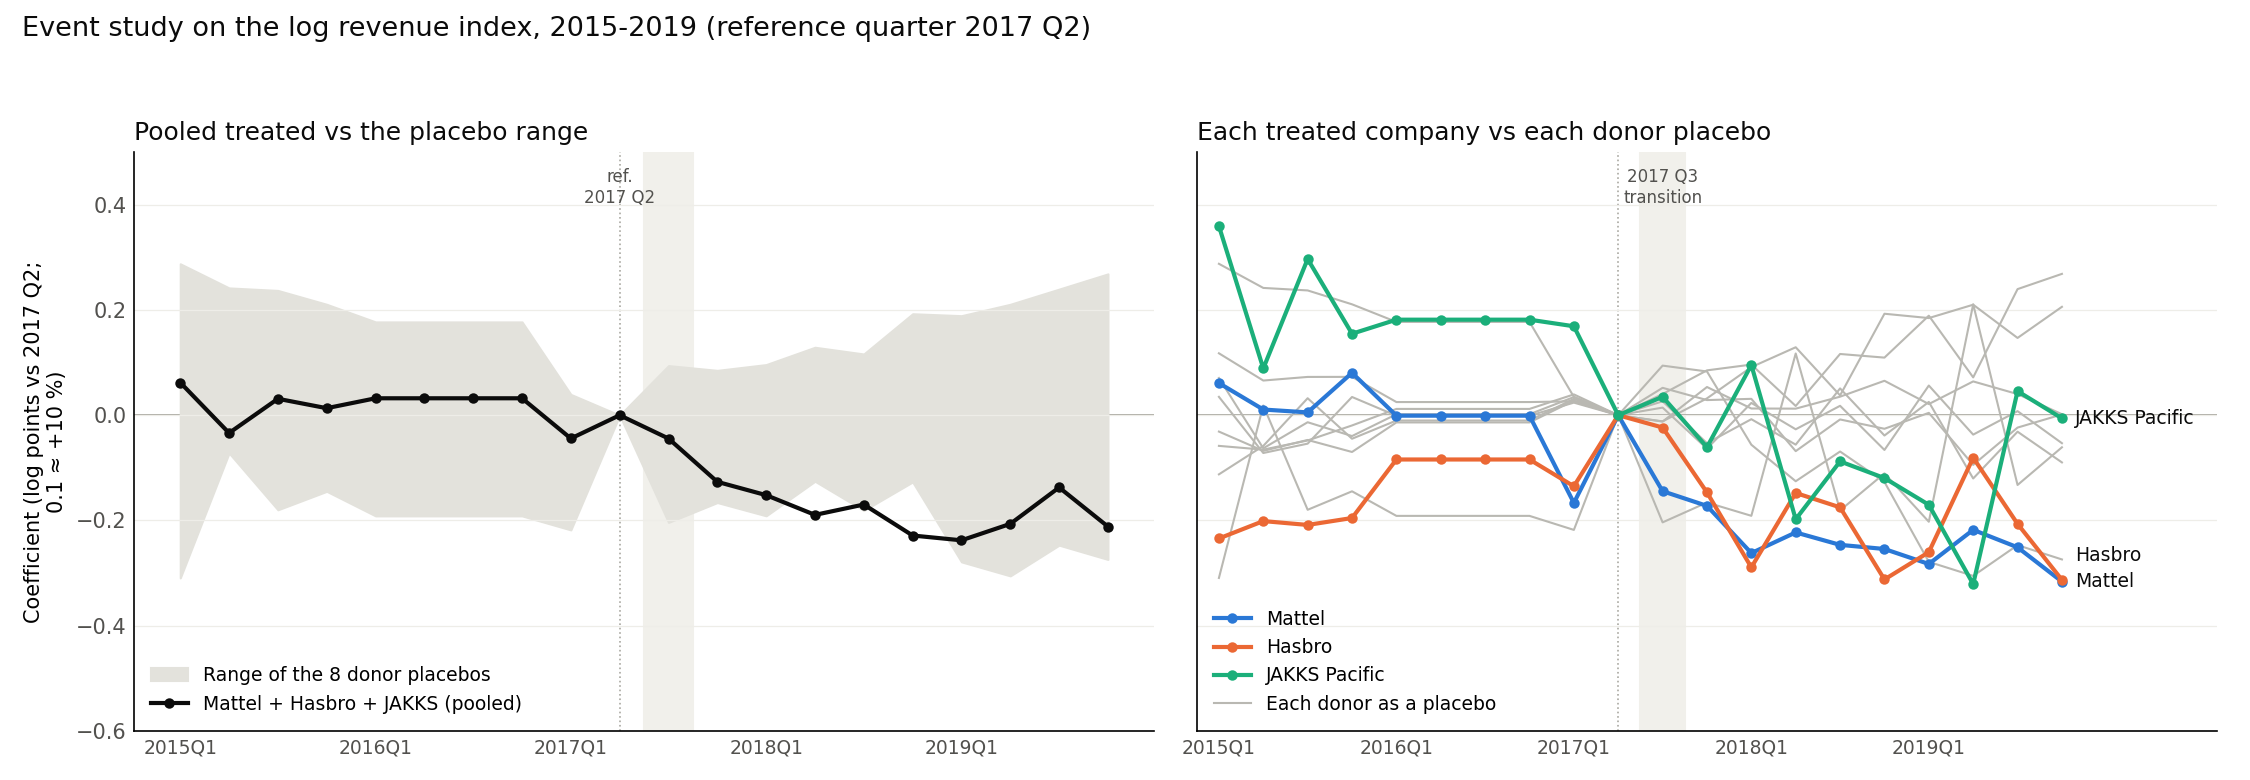 Event study on the log revenue index, 2015-2019 (reference quarter 2017 Q2)
Pooled treated vs the placebo range
Coefficient (log points vs 2017 Q2;
0.1 ≈ +10 %)
0.4
0.2
0.0
−0.2
−0.4
−0.6
ref.
2017 Q2
Range of the 8 donor placebos
Mattel + Hasbro + JAKKS (pooled)
2015Q1
2016Q1
2017Q1
2018Q1
2019Q1
Each treated company vs each donor placebo
2017 Q3
transition
JAKKS Pacific
Hasbro
Mattel
Mattel
Hasbro
JAKKS Pacific
Each donor as a placebo
2015Q1
2016Q1
2017Q1
2018Q1
2019Q1